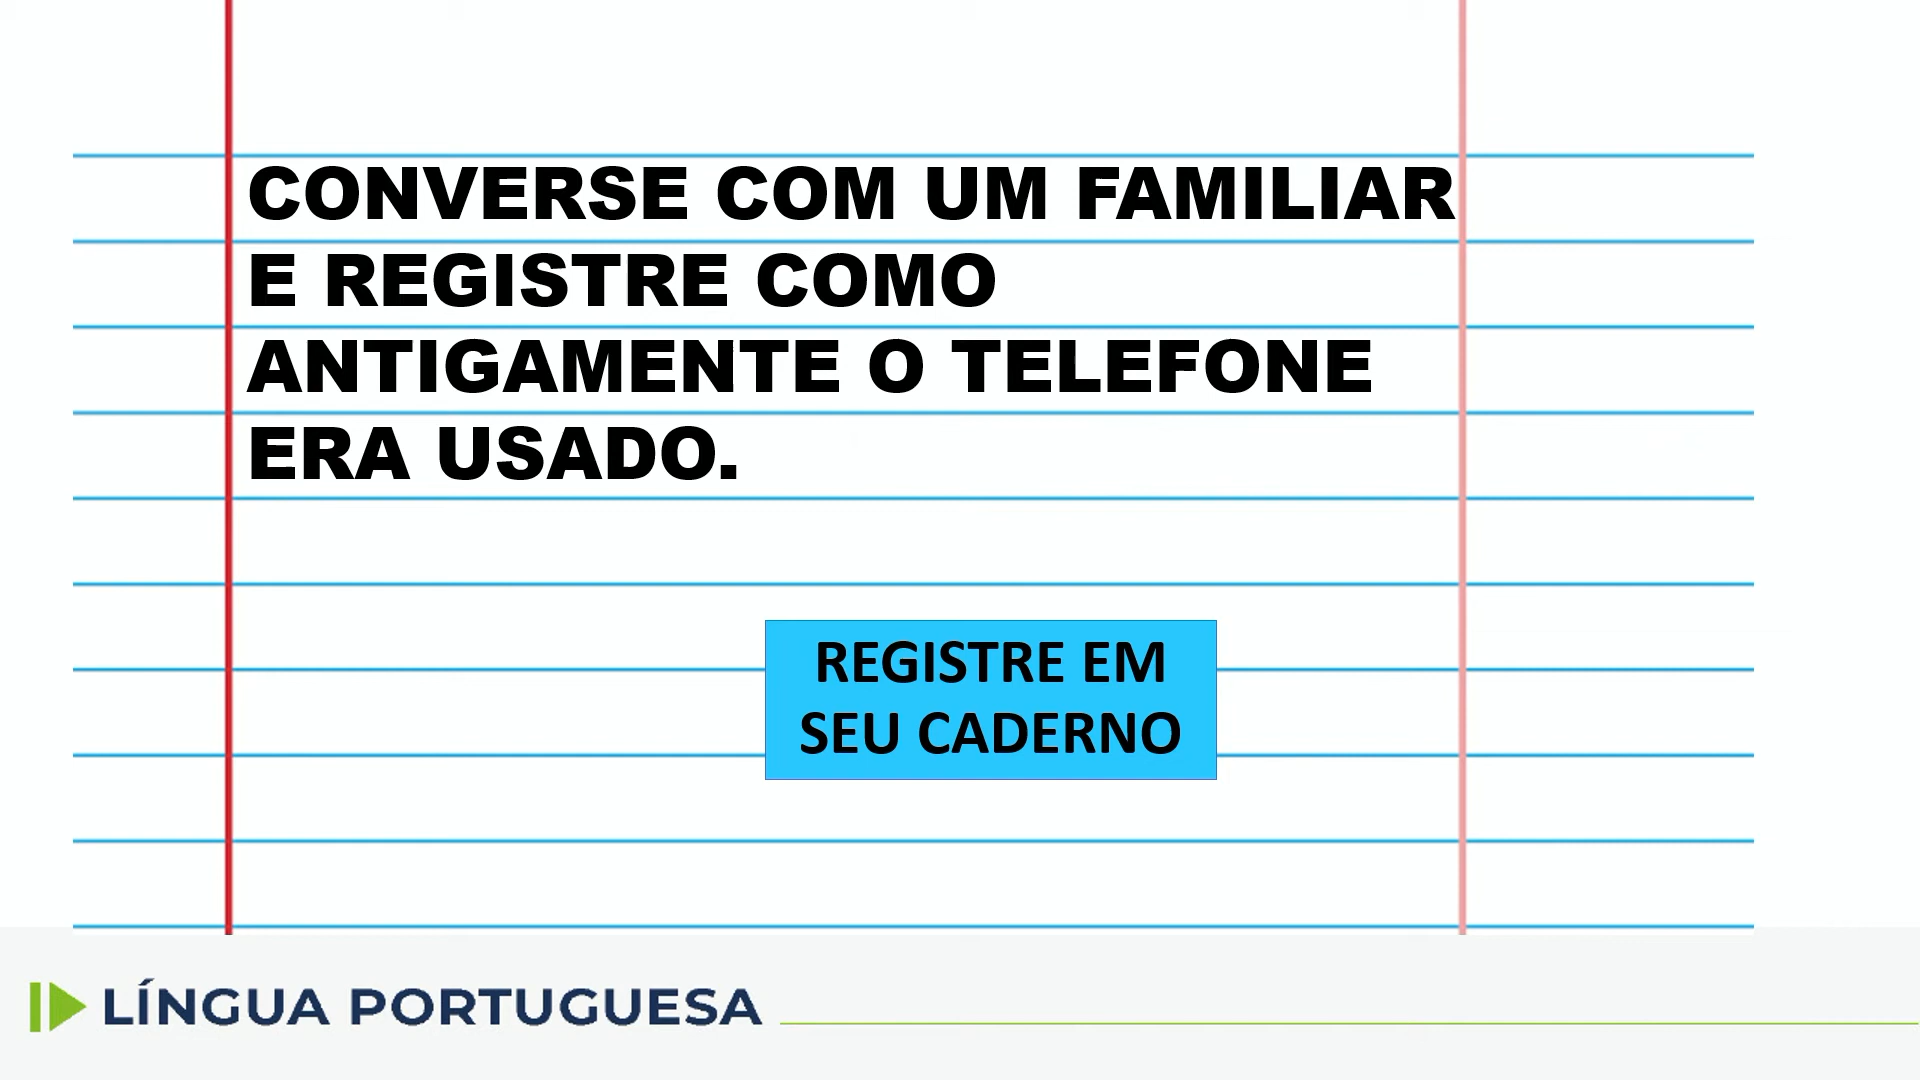 CONVERSE COM UM FAMILIAR
E REGISTRE COMO
ANTIGAMENTE O TELEFONE
ERA USADO.
REGISTRE EM
SEU CADERNO
LÍNGUA PORTUGUESA